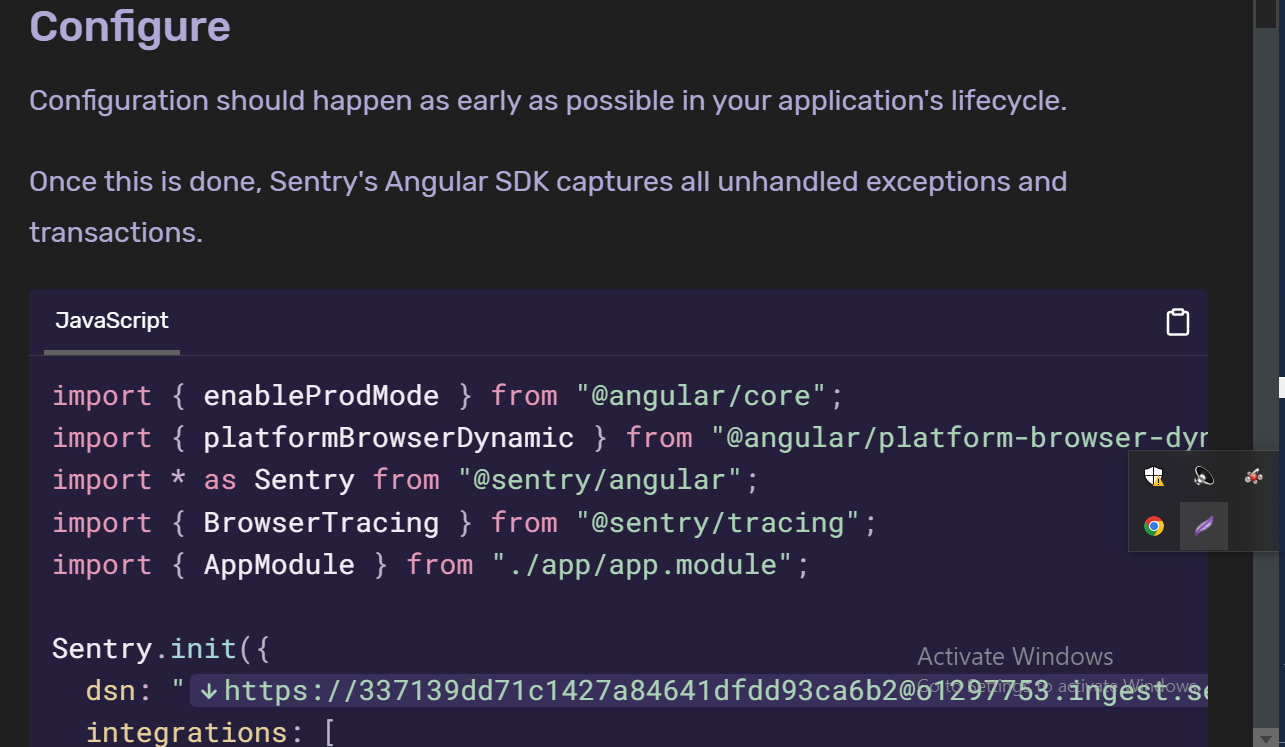 Configure
Configuration should happen as early as possible in your application's lifecycle.
Once this is done, Sentry's Angular SDK captures all unhandled exceptions and
transactions.
JavaScript
import { enableProdMode } from "@angular/core";
import { platformBrowserDynamic } from "@angular/platform-browser-dyn
import * as Sentry from "@sentry/angular";
import { BrowserTracing } from "@sentry/tracing";
import { AppModule } from "./app/app.module";
Sentry.init({
Activate Windows
dsn: "https://337139dd71c1427a84641dfdd93ca6b2@o1297753.ingest.se
Go to Settings to activate Windows.
integrations: [